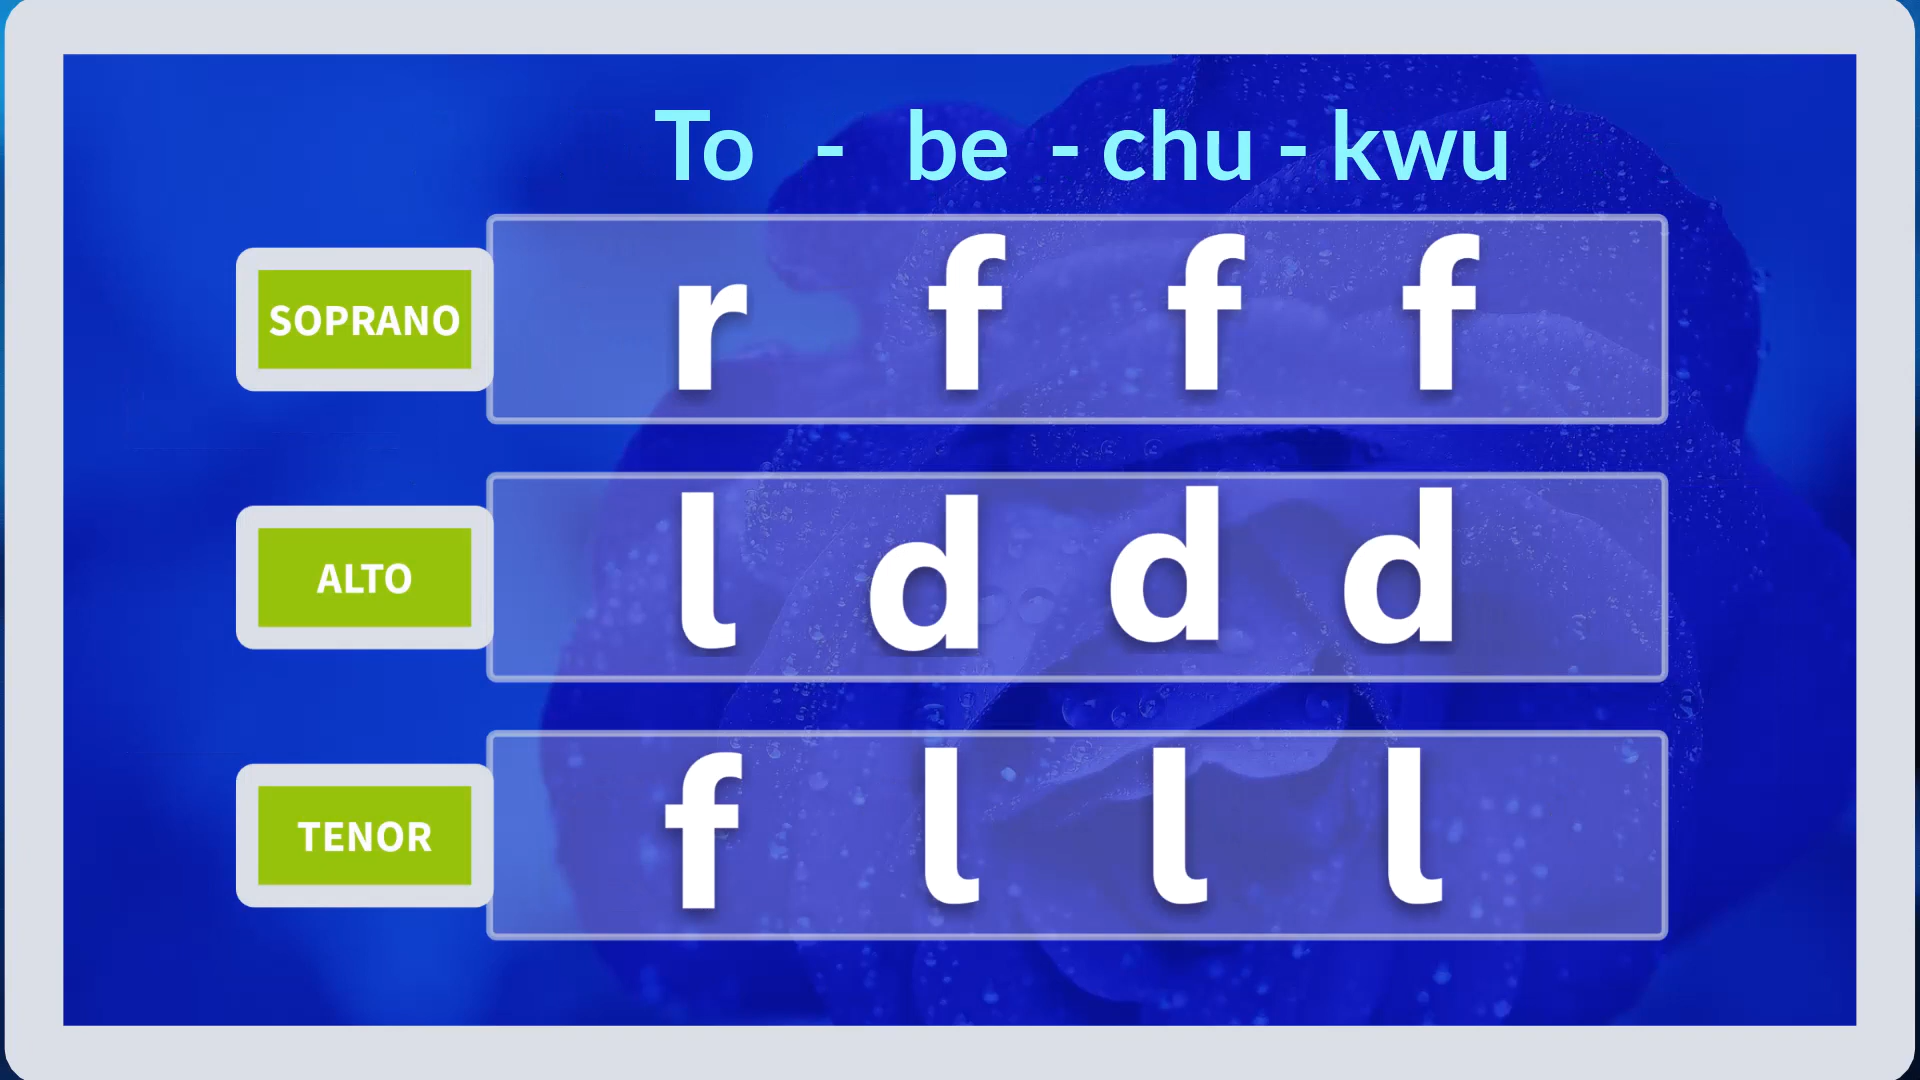 To - be - chu - kwu
SOPRANO r f f f
ALTO l d d d
TENOR f l l l